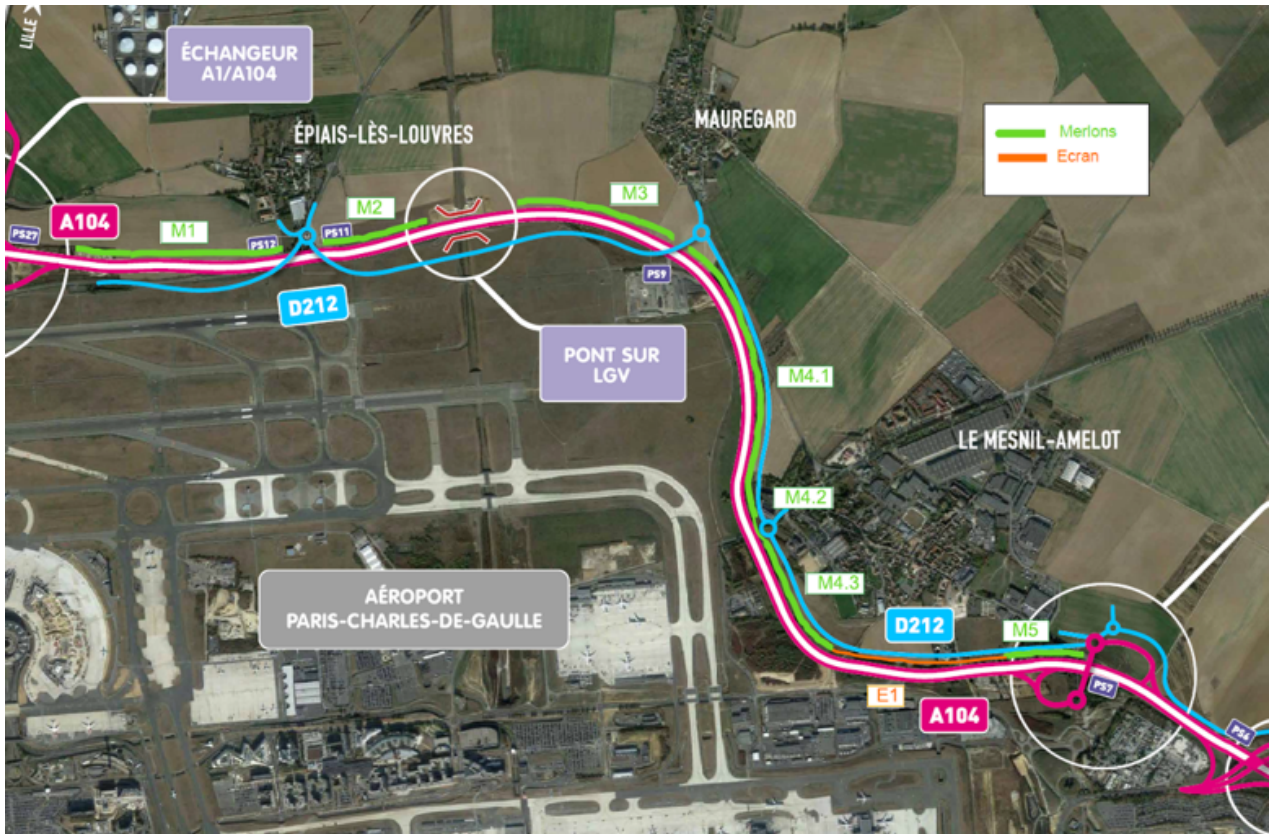 LILLE
ÉCHANGEUR
A1/A104
ÉPIAIS-LÈS-LOUVRES
MAUREGARD
Merlons
Ecran
A104
M1
M2
M3
PS27
PS12
PS11
PS9
D212
PONT SUR
LGV
M4.1
LE MESNIL-AMELOT
M4.2
M4.3
AÉROPORT
PARIS-CHARLES-DE-GAULLE
D212
M5
E1
A104
PS7
PS6